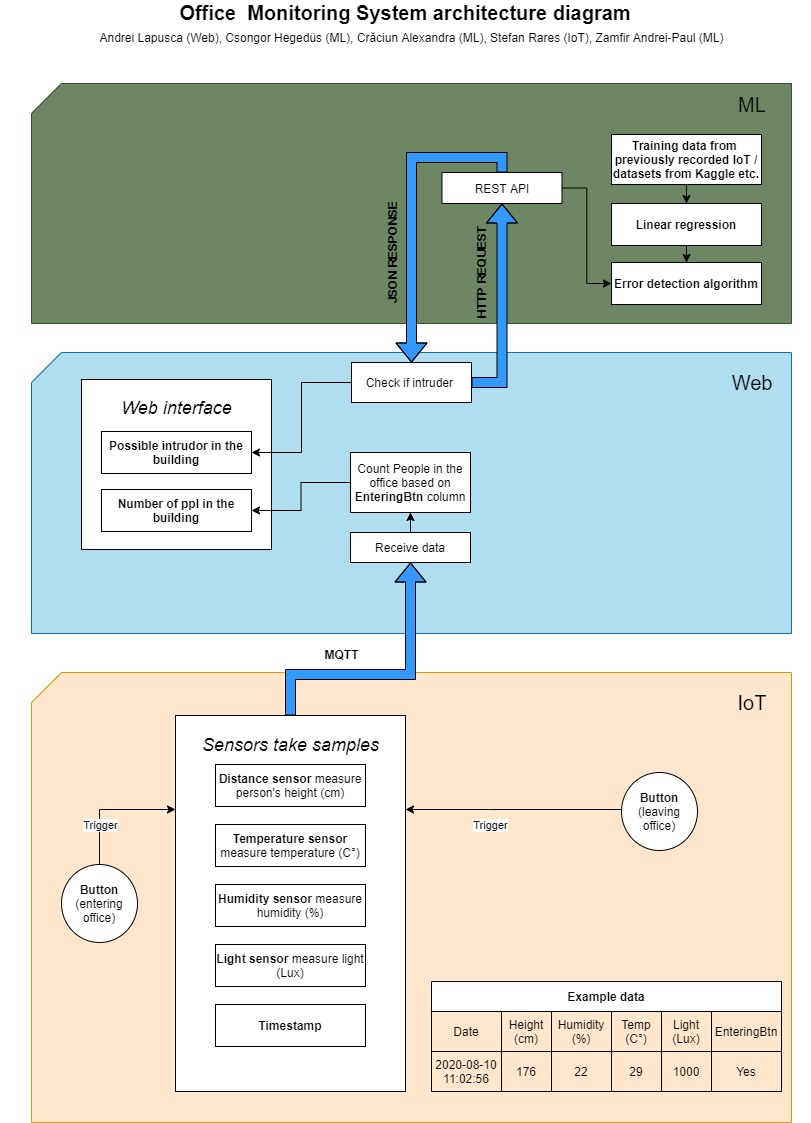 Office  Monitoring System architecture diagram
Andrei Lapusca (Web), Csongor Hegedüs (ML), Crăciun Alexandra (ML), Stefan Rares (IoT), Zamfir Andrei-Paul (ML)
ML
Training data from
previously recorded IoT /
datasets from Kaggle etc.
REST API
Linear regression
JSON RESPONSE
HTTP REQUEST
Error detection algorithm
Web
Check if intruder
Web interface
Possible intrudor in the
building
Number of ppl in the
building
Count People in the
office based on
EnteringBtn column
Receive data
MQTT
IoT
Sensors take samples
Distance sensor measure
person's height (cm)
Temperature sensor
measure temperature (C°)
Humidity sensor measure
humidity (%)
Light sensor measure light
(Lux)
Timestamp
Trigger
Button
(entering
office)
Button
(leaving
office)
Trigger
Example data
Date Height (cm) Humidity (%) Temp (C°) Light (Lux) EnteringBtn
2020-08-10 11:02:56 176 22 29 1000 Yes